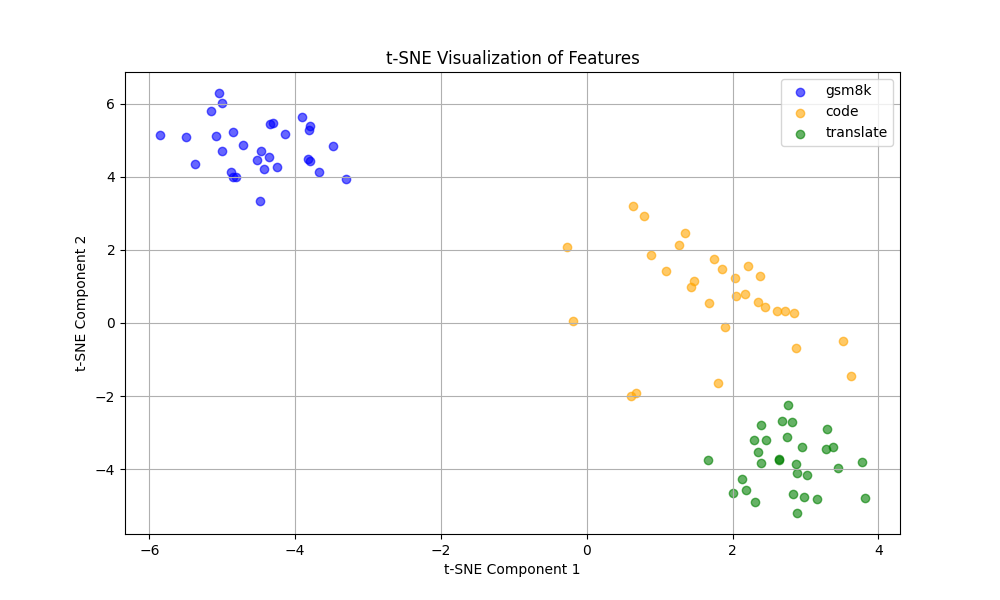 t-SNE Visualization of Features
gsm8k
code
translate
6
4
2
0
−2
−4
t-SNE Component 2
−6
−4
−2
0
2
4
t-SNE Component 1